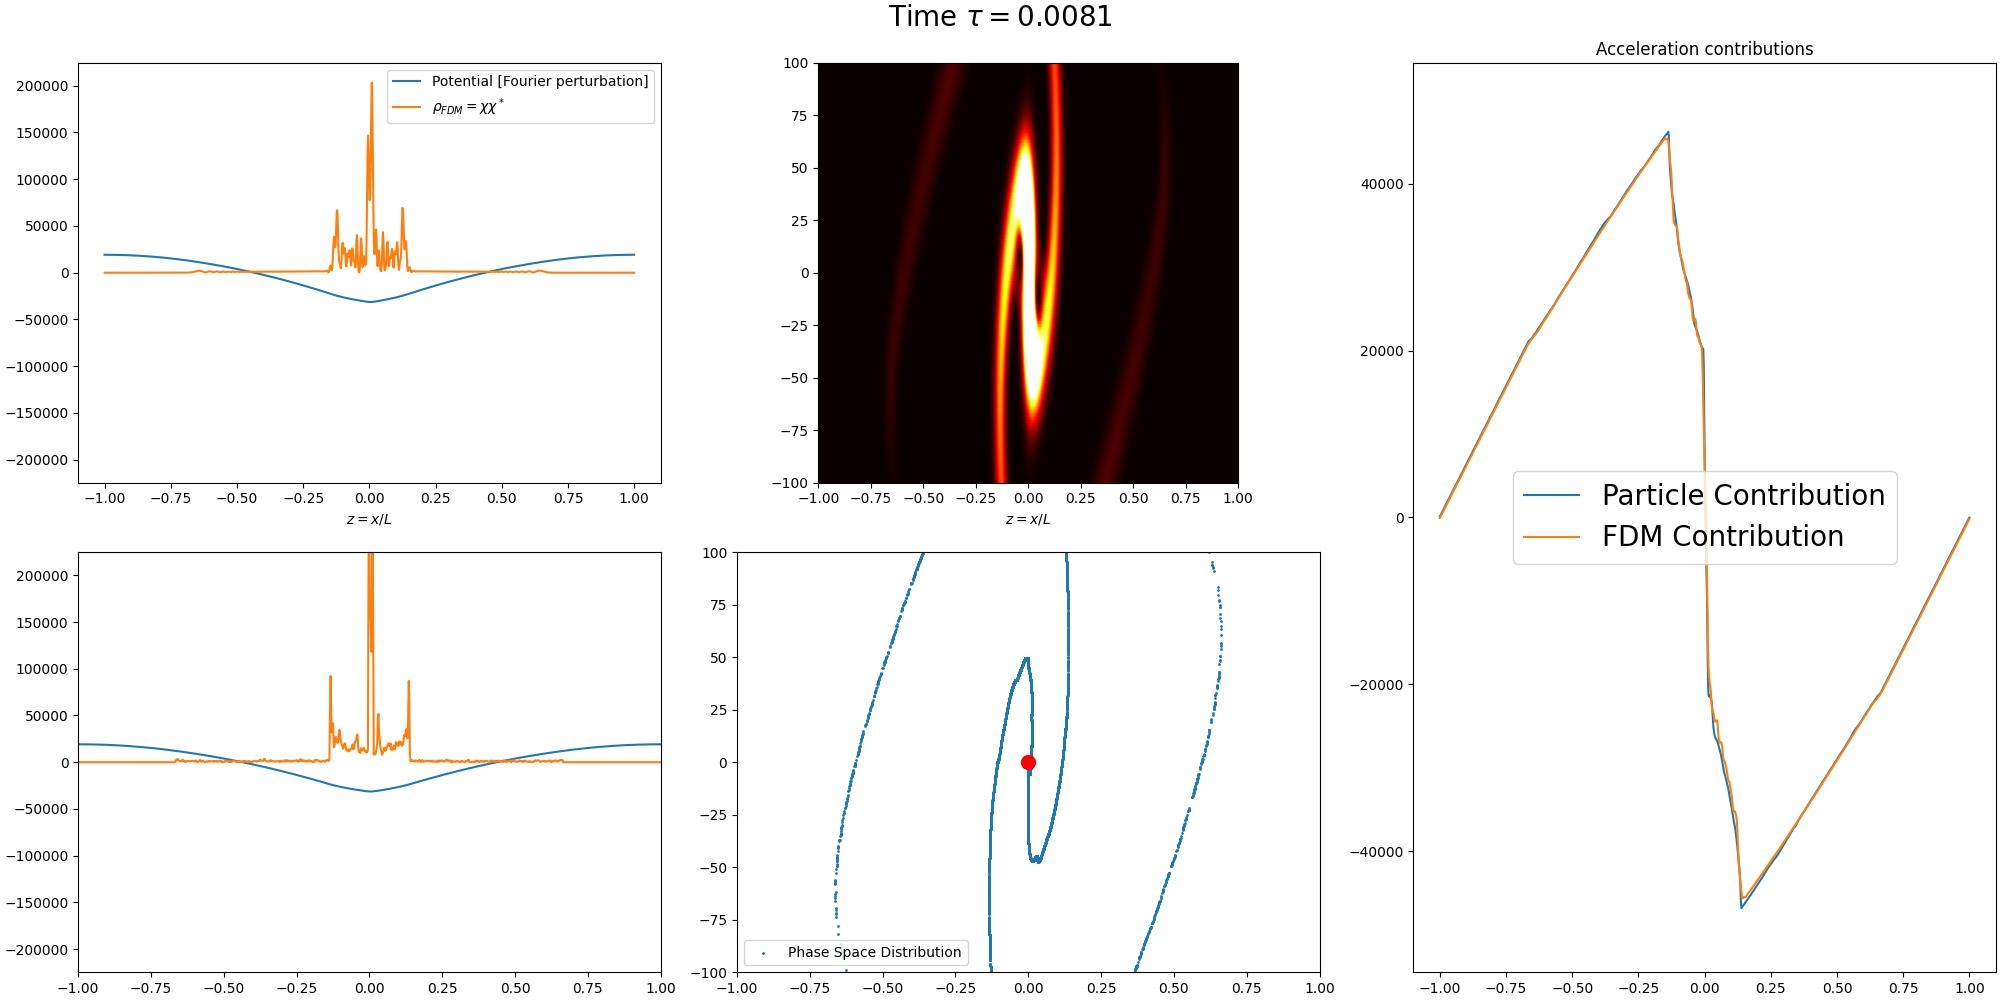 Time τ = 0.0081
200000
150000
100000
50000
0
−50000
−100000
−150000
−200000
Potential [Fourier perturbation]
ρFDM = χχ*
−1.00 −0.75 −0.50 −0.25 0.00 0.25 0.50 0.75 1.00
z = x/L
100
75
50
25
0
−25
−50
−75
−100
−1.00 −0.75 −0.50 −0.25 0.00 0.25 0.50 0.75 1.00
z = x/L
Acceleration contributions
40000
20000
0
−20000
−40000
Particle Contribution
FDM Contribution
−1.00 −0.75 −0.50 −0.25 0.00 0.25 0.50 0.75 1.00
200000
150000
100000
50000
0
−50000
−100000
−150000
−200000
−1.00 −0.75 −0.50 −0.25 0.00 0.25 0.50 0.75 1.00
100
75
50
25
0
−25
−50
−75
−100
Phase Space Distribution
−1.00 −0.75 −0.50 −0.25 0.00 0.25 0.50 0.75 1.00